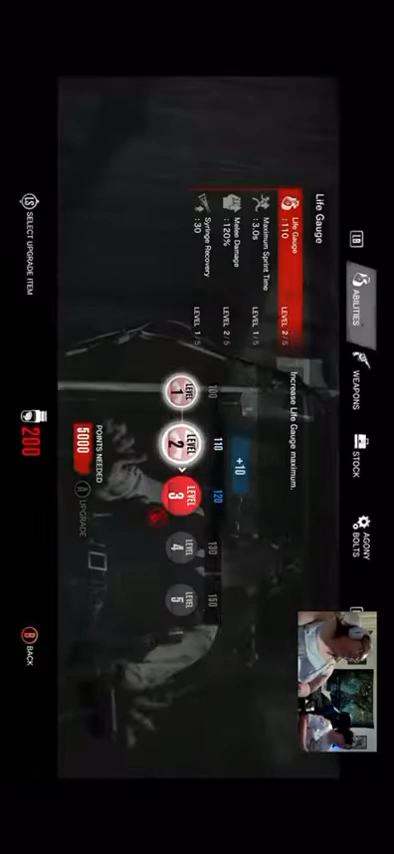 LB
ABILITIES
WEAPONS
STOCK
AGONY
BOLTS
Life Gauge
Life Gauge
: 110
LEVEL 2 / 5
Maximum Sprint Time
: 3.0s
LEVEL 1 / 5
Melee Damage
: 120%
LEVEL 2 / 5
Syringe Recovery
: 30
LEVEL 1 / 5
Increase Life Gauge maximum.
+10
100
110
120
130
150
LEVEL
1
LEVEL
2
LEVEL
3
LEVEL
4
LEVEL
5
POINTS NEEDED
5000
A UPGRADE
LS SELECT UPGRADE ITEM
200
B BACK